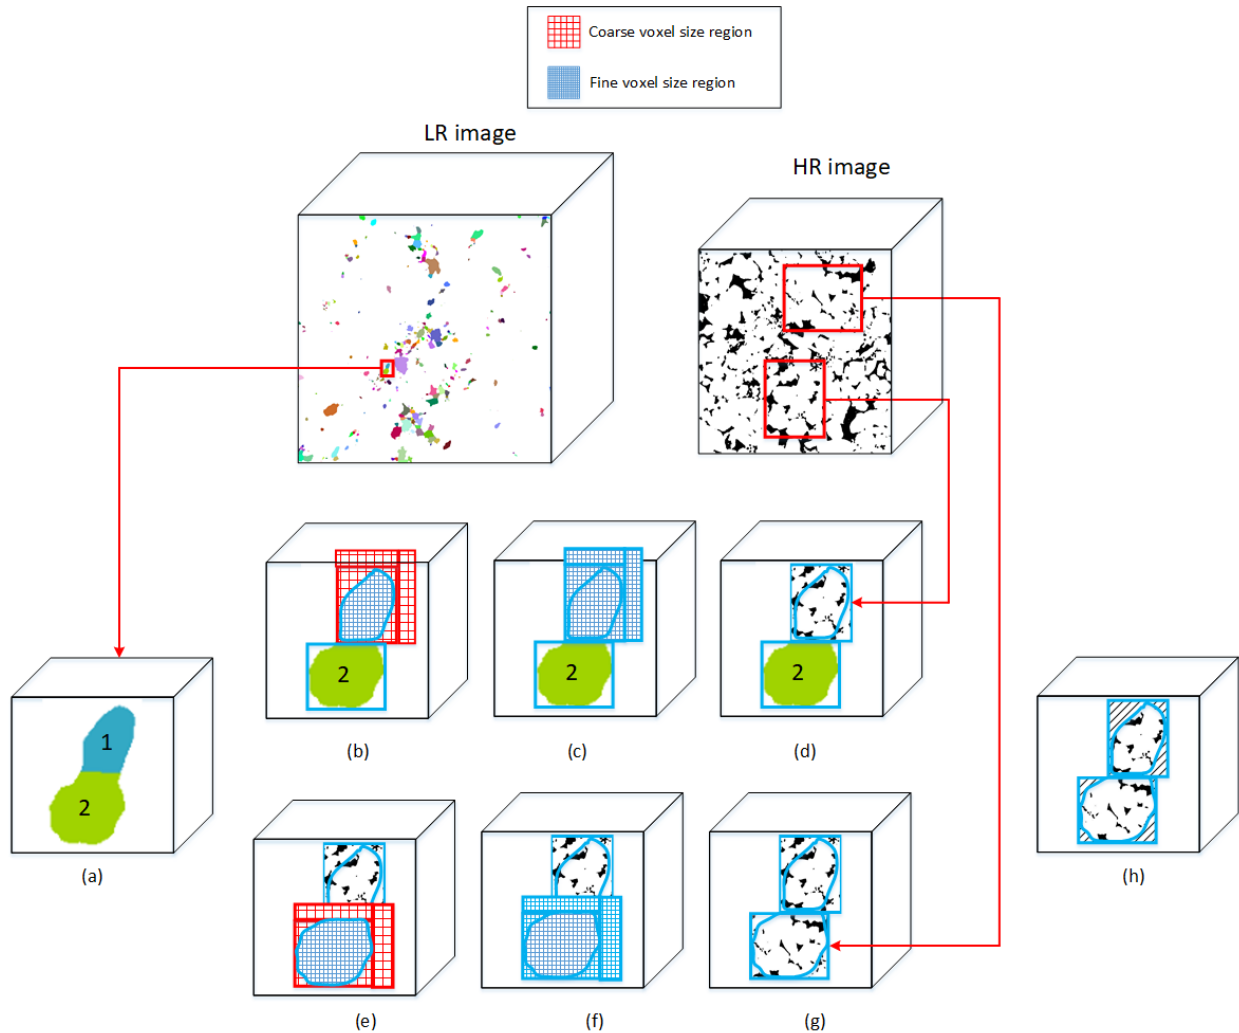 Coarse voxel size region
Fine voxel size region
LR image
HR image
2
2
2
(b)
(c)
(d)
1
2
(a)
(h)
(e)
(f)
(g)